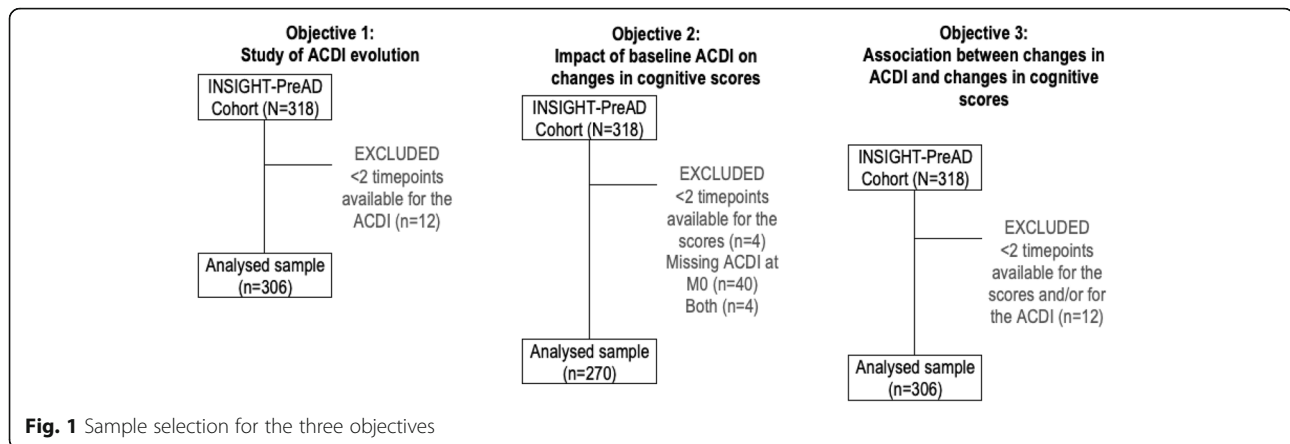 Objective 1:
Study of ACDI evolution
INSIGHT-PreAD
Cohort (N=318)
EXCLUDED
<2 timepoints
available for the
ACDI (n=12)
Analysed sample
(n=306)
Objective 2:
Impact of baseline ACDI on
changes in cognitive scores
INSIGHT-PreAD
Cohort (N=318)
EXCLUDED
<2 timepoints
available for the
scores (n=4)
Missing ACDI at
M0 (n=40)
Both (n=4)
Analysed sample
(n=270)
Objective 3:
Association between changes in
ACDI and changes in cognitive
scores
INSIGHT-PreAD
Cohort (N=318)
EXCLUDED
<2 timepoints
available for the
scores and/or for
the ACDI (n=12)
Analysed sample
(n=306)
Fig. 1 Sample selection for the three objectives